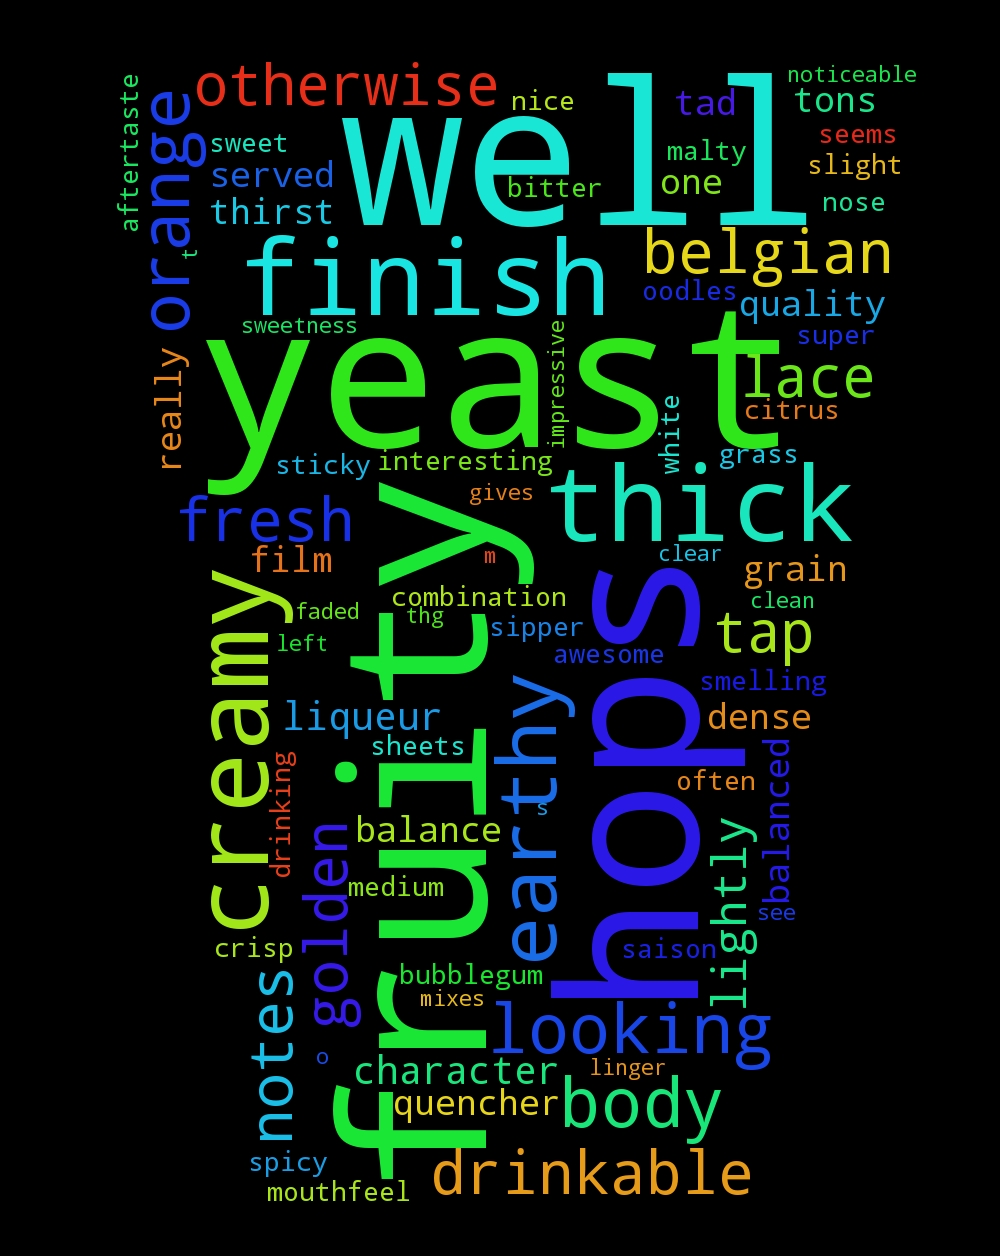 noticeable
otherwise
well
nice
tad
tons
aftertaste
orange
sweet
malty
seems
served
bitter
one
slight
thirst
nose
t
finish
belgian
oodles
quality
sweetness
super
yeast
impressive
lace
really
white
citrus
sticky
interesting
grass
gives
thick
fresh
film
m
clear
grain
creamy
fruity
hops
combination
clean
faded
thg
sipper
tap
left
awesome
earthy
smelling
liqueur
dense
sheets
drinking
often
balanced
s
golden
balance
lightly
medium
see
crisp
saison
bubblegum
notes
mixes
looking
o
character
linger
quencher
body
spicy
drinkable
mouthfeel